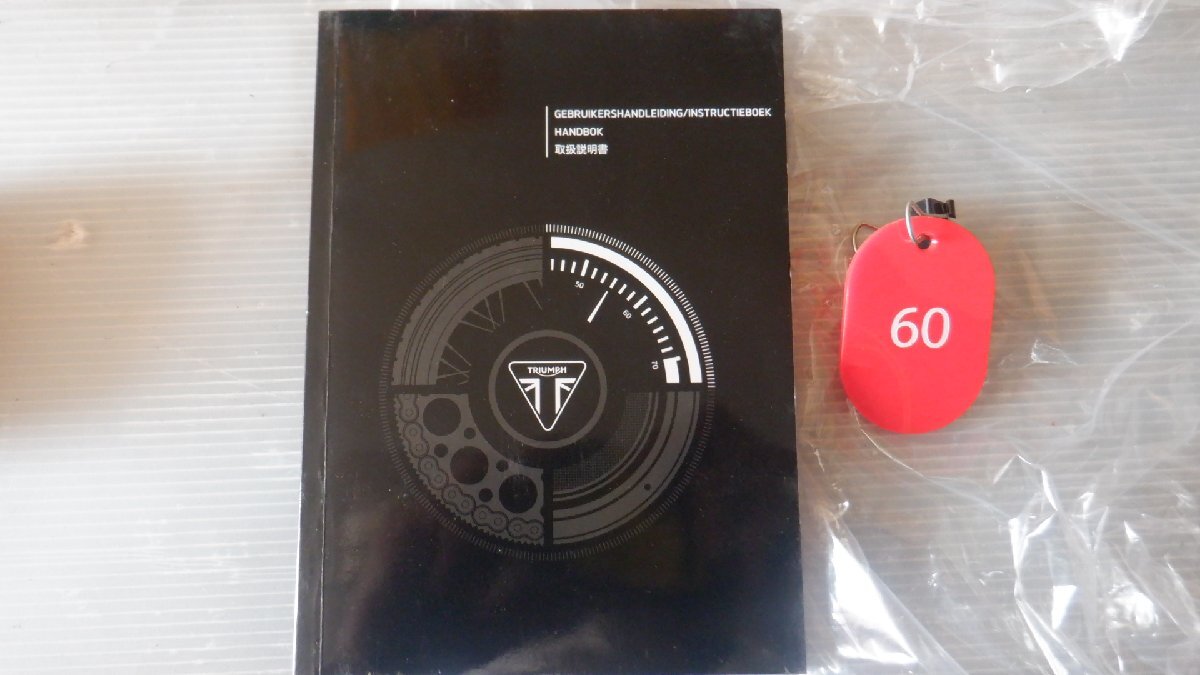 GEBRUIKERSHANDLEIDING/INSTRUCTIEBOEK
HANDBOK
取扱説明書
50
60
70
TRIUMPH
60